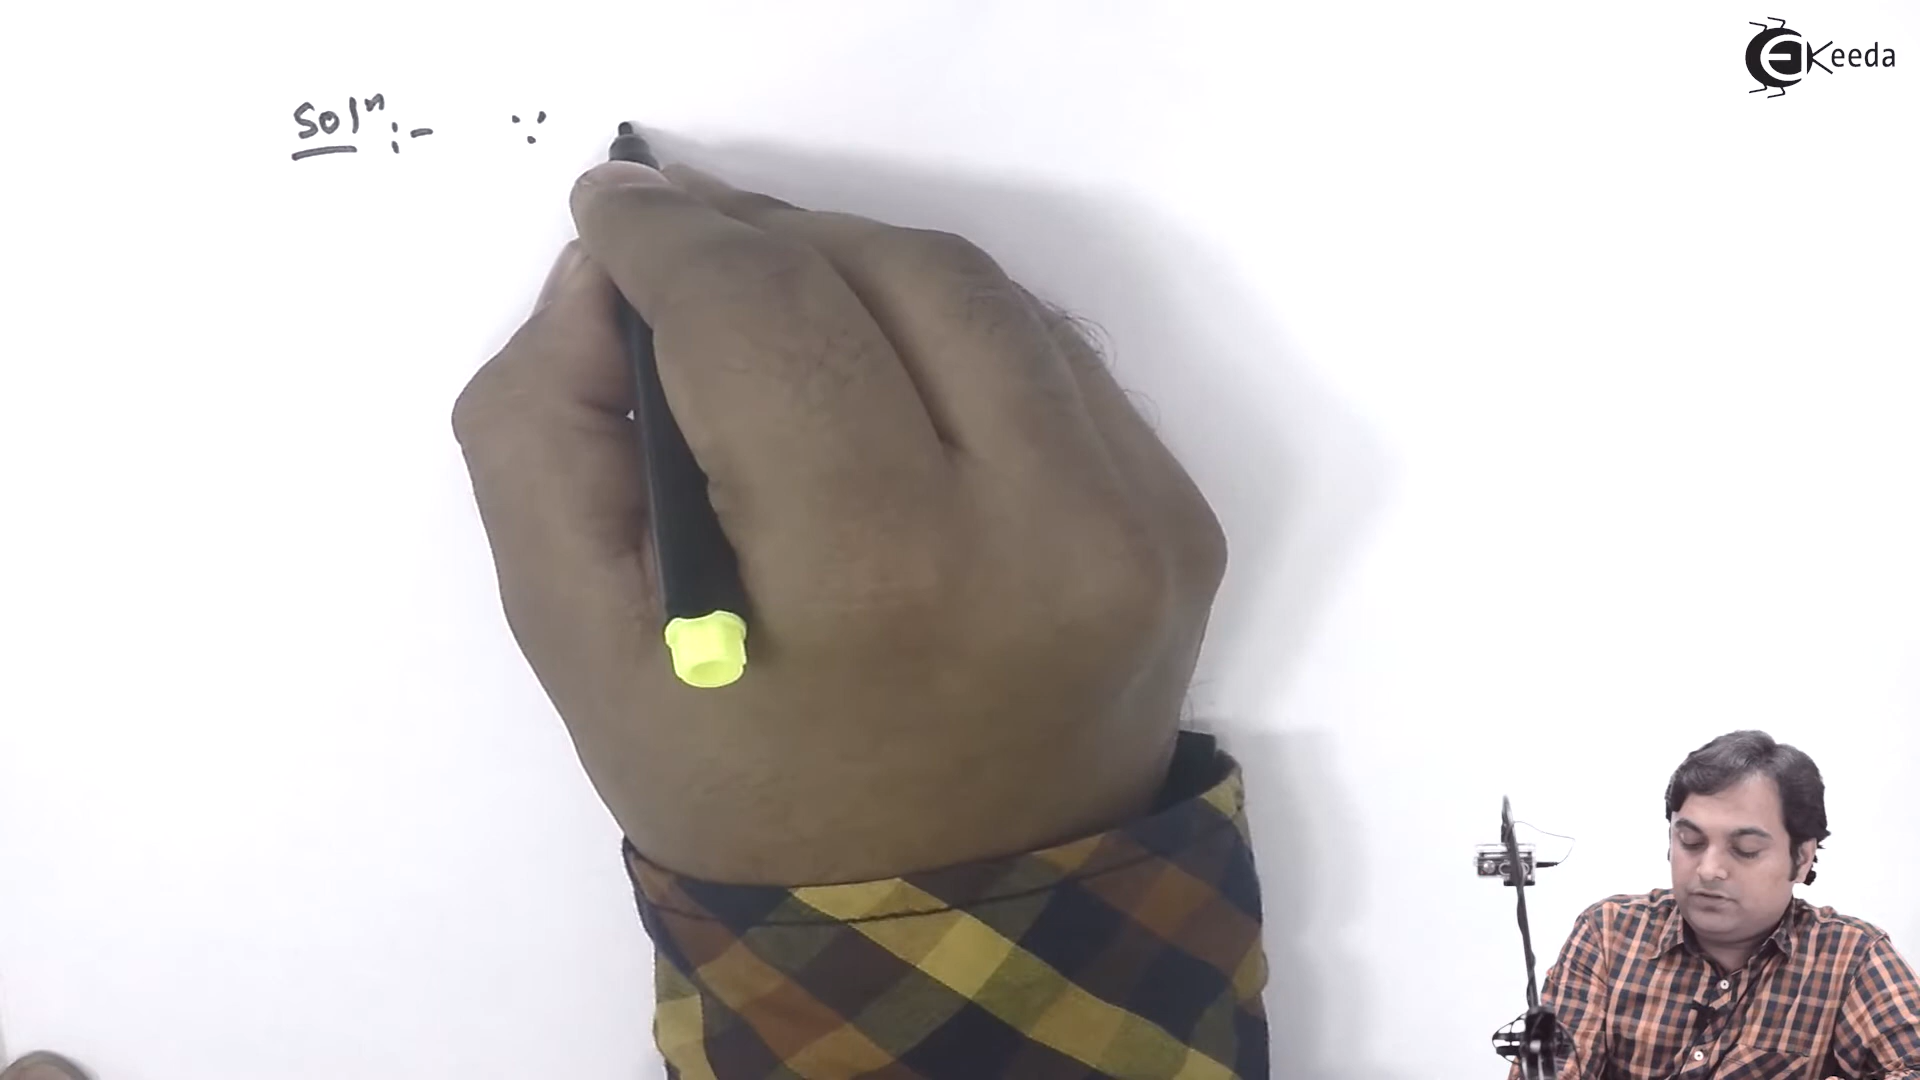 Solⁿ :- ∵
EKeeda